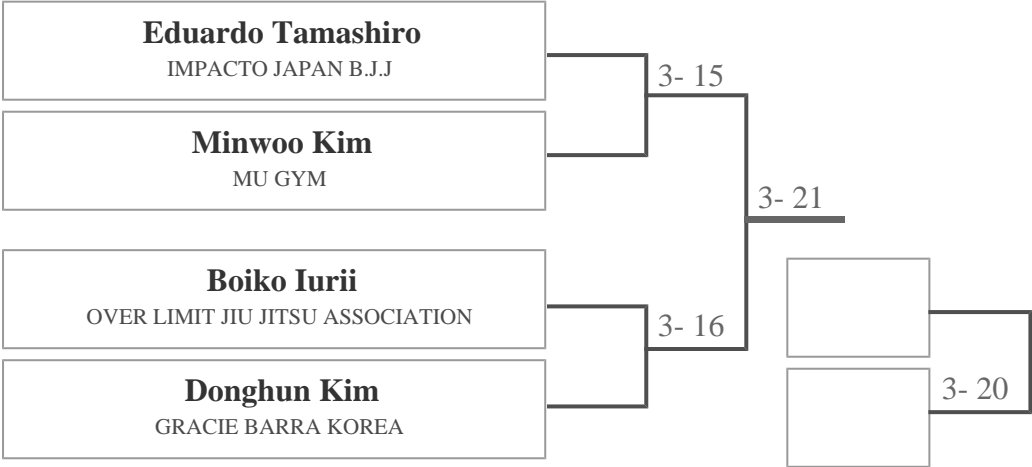 Eduardo Tamashiro
IMPACTO JAPAN B.J.J
3- 15
Minwoo Kim
MU GYM
3- 21
Boiko Iurii
OVER LIMIT JIU JITSU ASSOCIATION
3- 16
Donghun Kim
GRACIE BARRA KOREA
3- 20